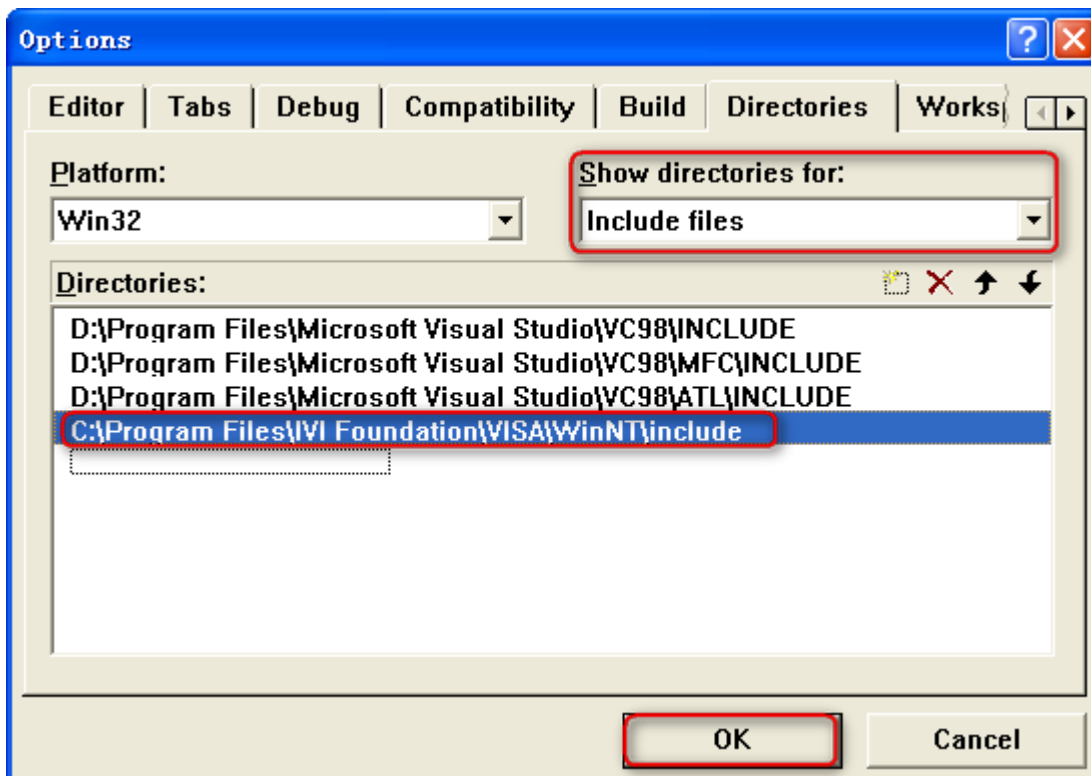 Options
Editor
Tabs
Debug
Compatibility
Build
Directories
Works
Platform:
Show directories for:
Win32
Include files
Directories:
D:\Program Files\Microsoft Visual Studio\VC98\INCLUDE
D:\Program Files\Microsoft Visual Studio\VC98\MFC\INCLUDE
D:\Program Files\Microsoft Visual Studio\VC98\ATL\INCLUDE
C:\Program Files\IVI Foundation\VISA\WinNT\include
OK
Cancel